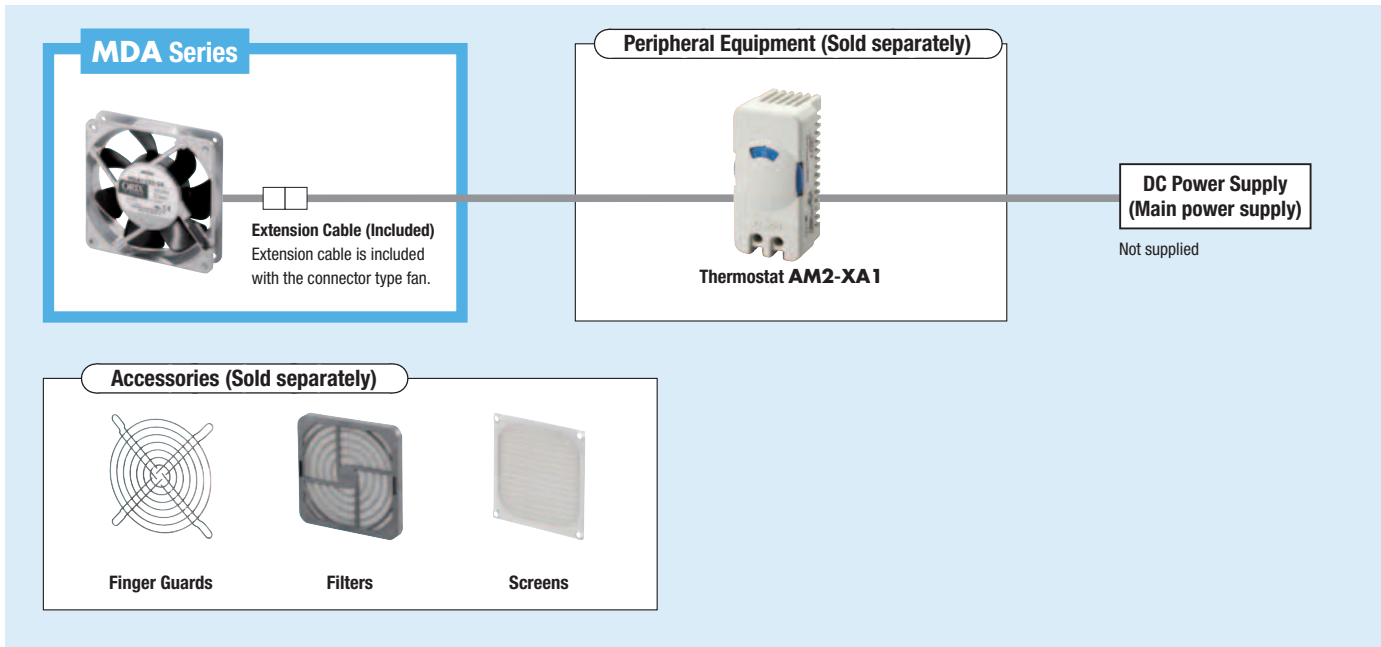 MDA Series
Peripheral Equipment (Sold separately)
ORIX
Extension Cable (Included)
Extension cable is included
with the connector type fan.
Thermostat AM2-XA1
DC Power Supply
(Main power supply)
Not supplied
Accessories (Sold separately)
Finger Guards
Filters
Screens